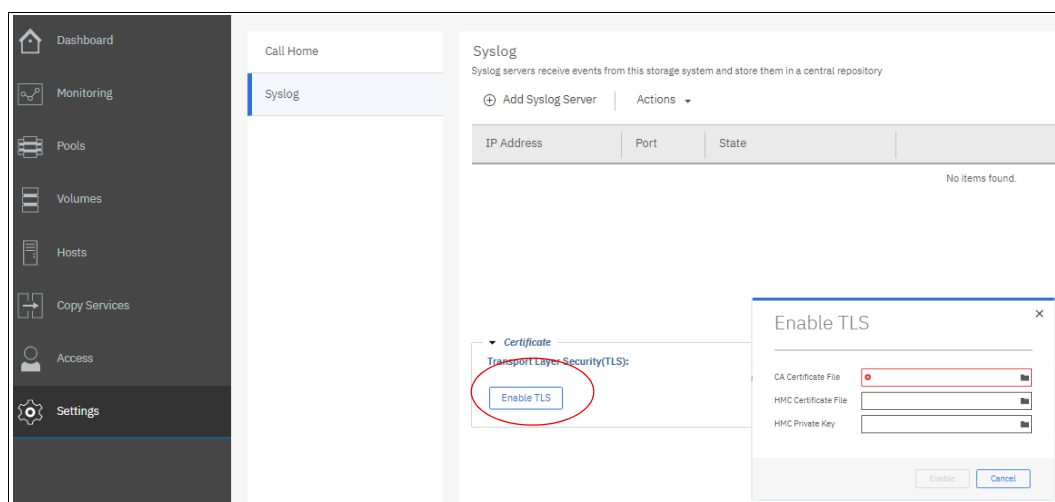 Dashboard
Monitoring
Pools
Volumes
Hosts
Copy Services
Access
Settings
Call Home
Syslog
Syslog
Syslog servers receive events from this storage system and store them in a central repository
Add Syslog Server
Actions
IP Address
Port
State
No items found.
Certificate
Transport Layer Security(TLS):
Enable TLS
Enable TLS
CA Certificate File
HMC Certificate File
HMC Private Key
Enable
Cancel